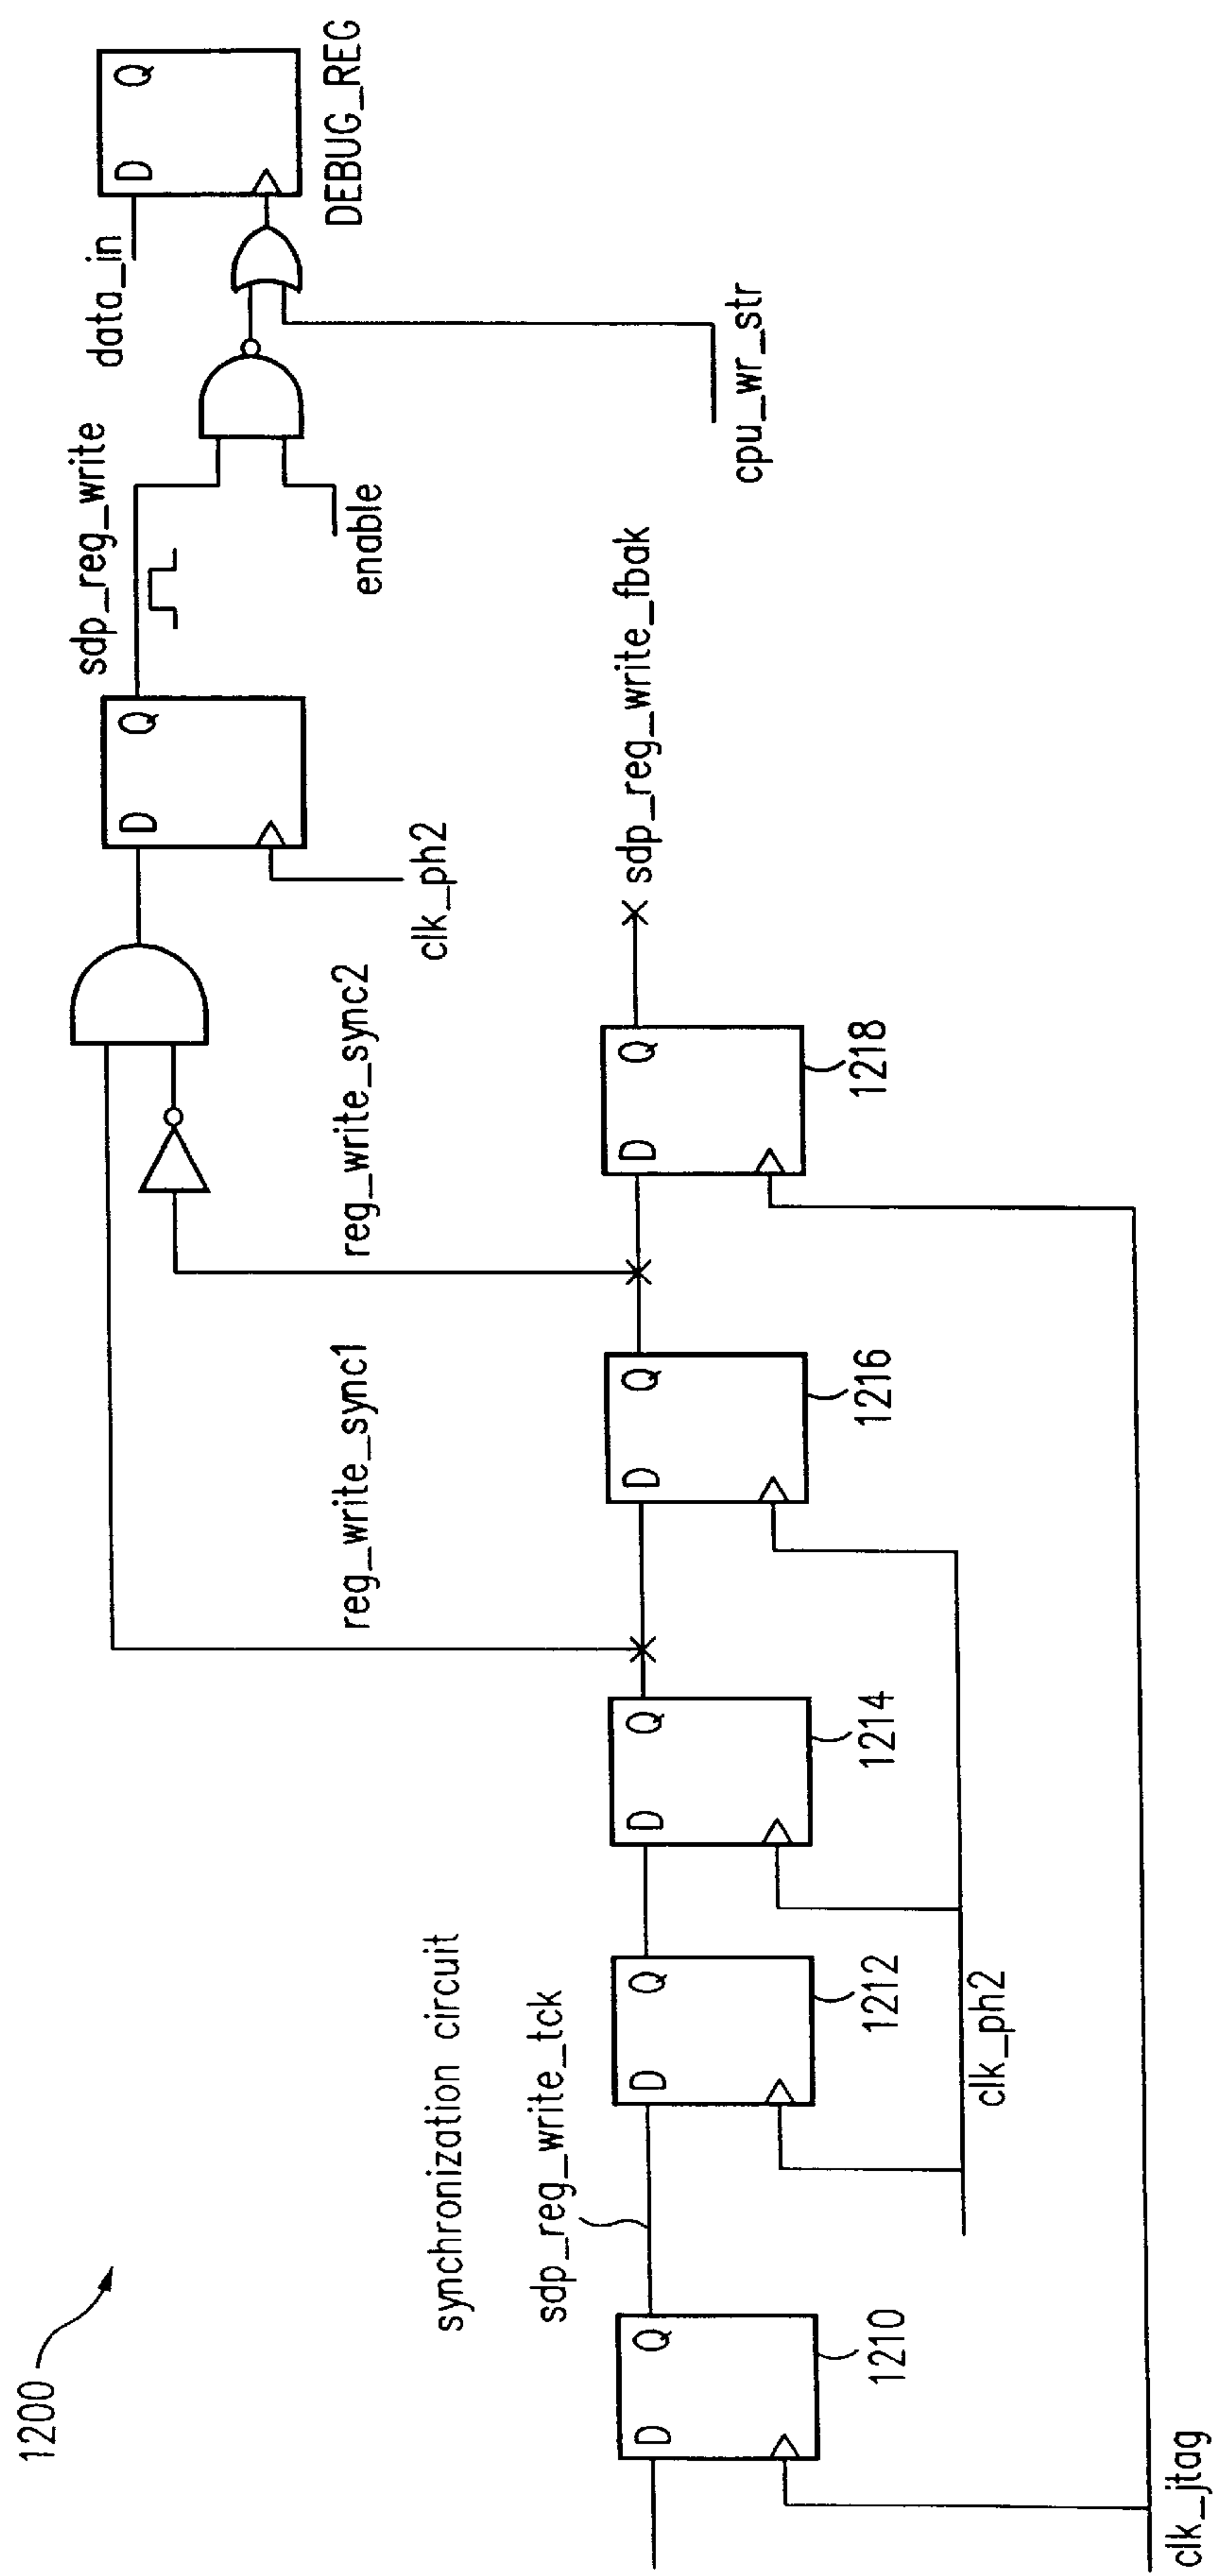 1200
synchronization circuit
reg_write_sync1
reg_write_sync2
D
Q
clk_ph2
sdp_reg_write
enable
data_in
D
Q
DEBUG_REG
cpu_wr_str
sdp_reg_write_tck
D
Q
1210
D
Q
1212
D
Q
1214
D
Q
1216
D
Q
1218
sdp_reg_write_fbak
clk_ph2
clk_jtag